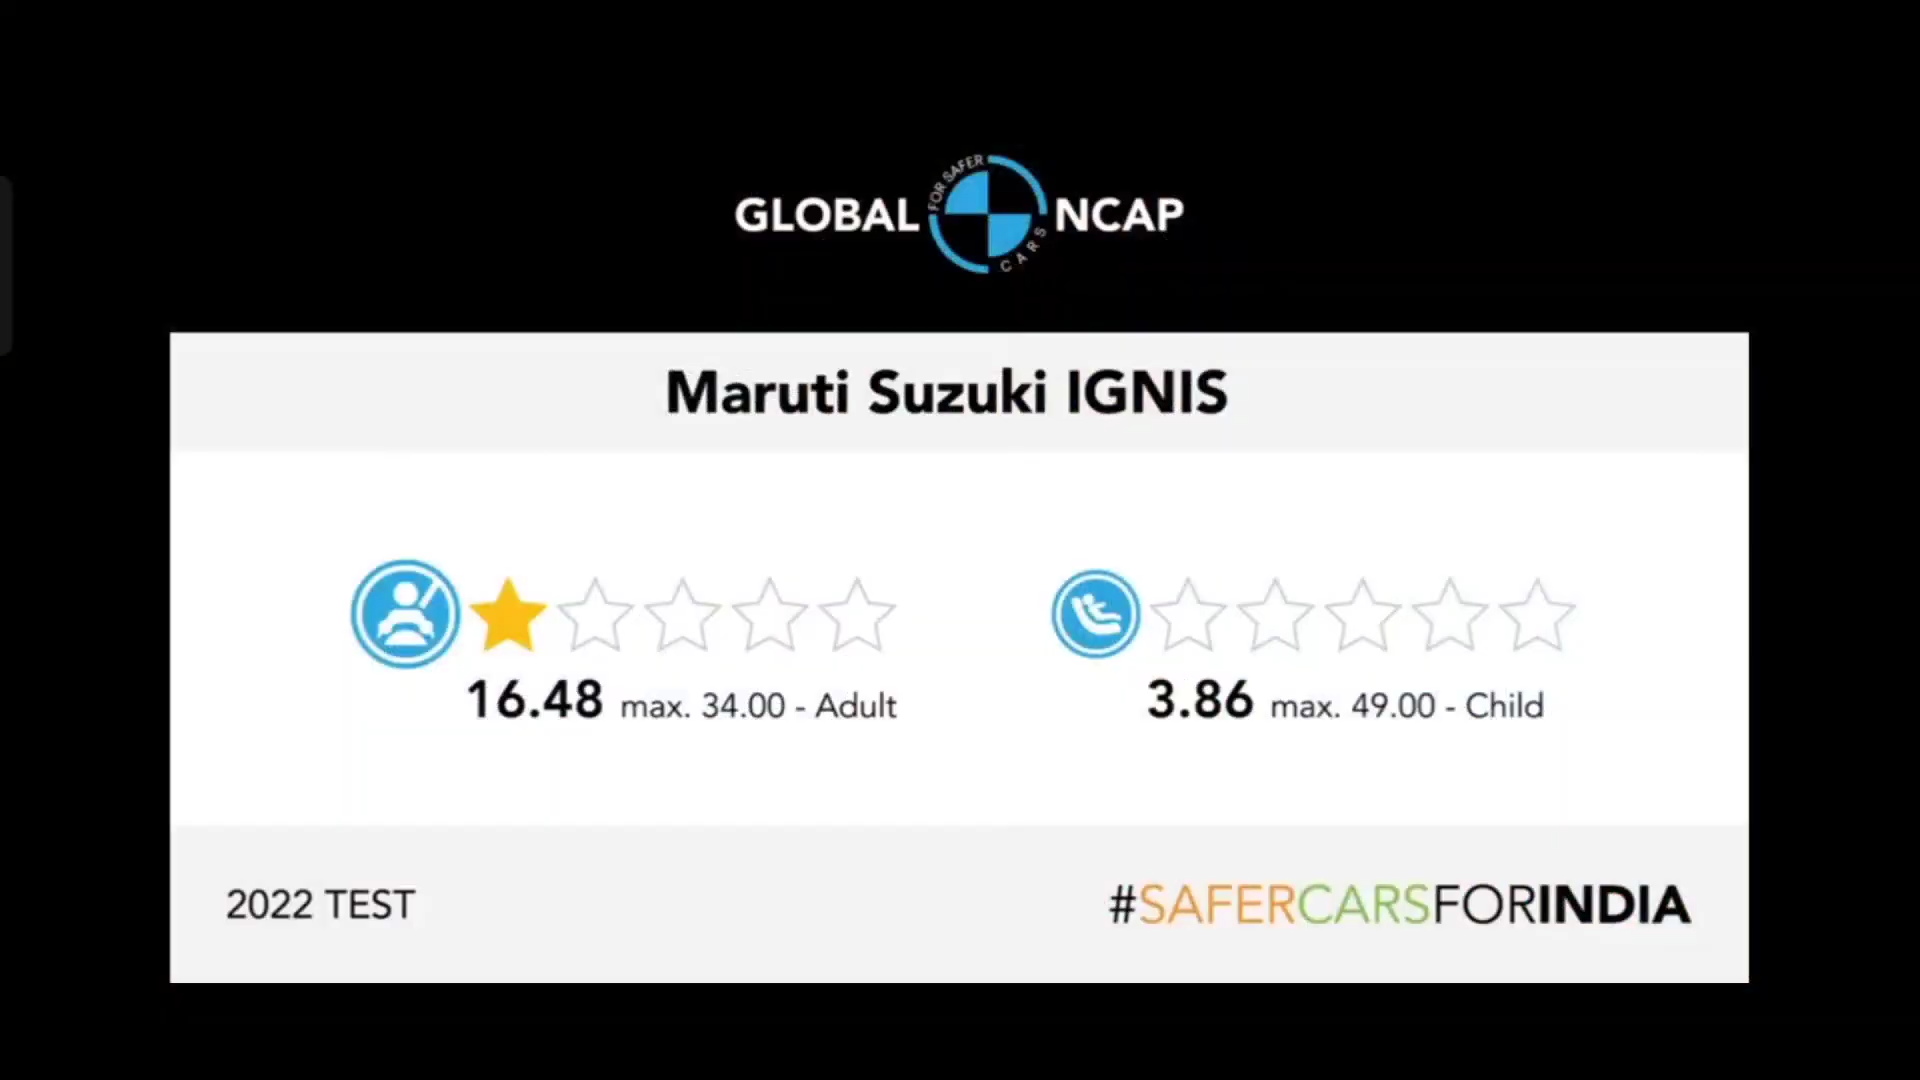 GLOBAL FOR SAFER CARS NCAP
Maruti Suzuki IGNIS
16.48 max. 34.00 - Adult
3.86 max. 49.00 - Child
2022 TEST
#SAFERCARSFORINDIA